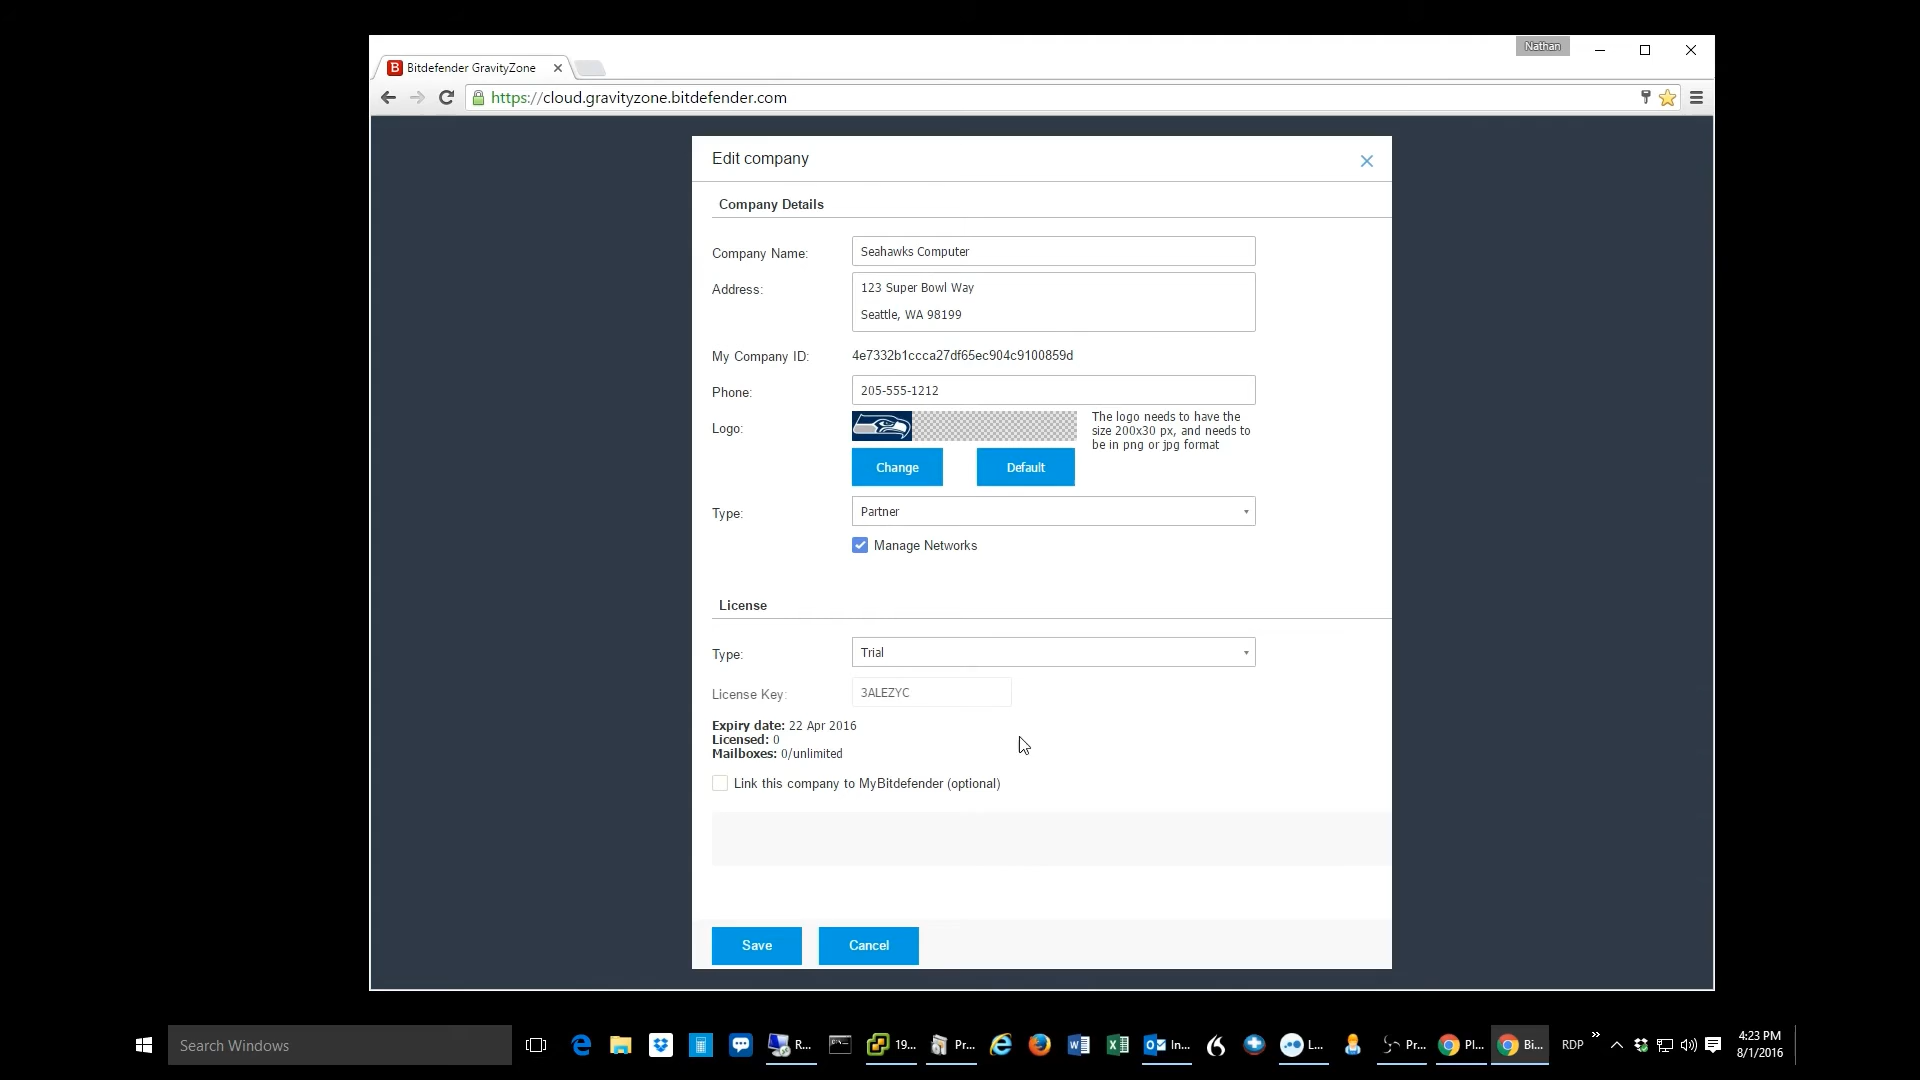 Nathan
Bitdefender GravityZone
https://cloud.gravityzone.bitdefender.com
Edit company
Company Details
Company Name: Seahawks Computer
Address: 123 Super Bowl Way
Seattle, WA 98199
My Company ID: 4e7332b1ccca27df65ec904c9100859d
Phone: 205-555-1212
Logo:
The logo needs to have the
size 200x30 px, and needs to
be in png or jpg format
Change Default
Type: Partner
Manage Networks
License
Type: Trial
License Key: 3ALEZYC
Expiry date: 22 Apr 2016
Licensed: 0
Mailboxes: 0/unlimited
Link this company to MyBitdefender (optional)
Save Cancel
Search Windows
R... 19... Pr... In... L... Pr... Pl... Bi... RDP
4:23 PM
8/1/2016